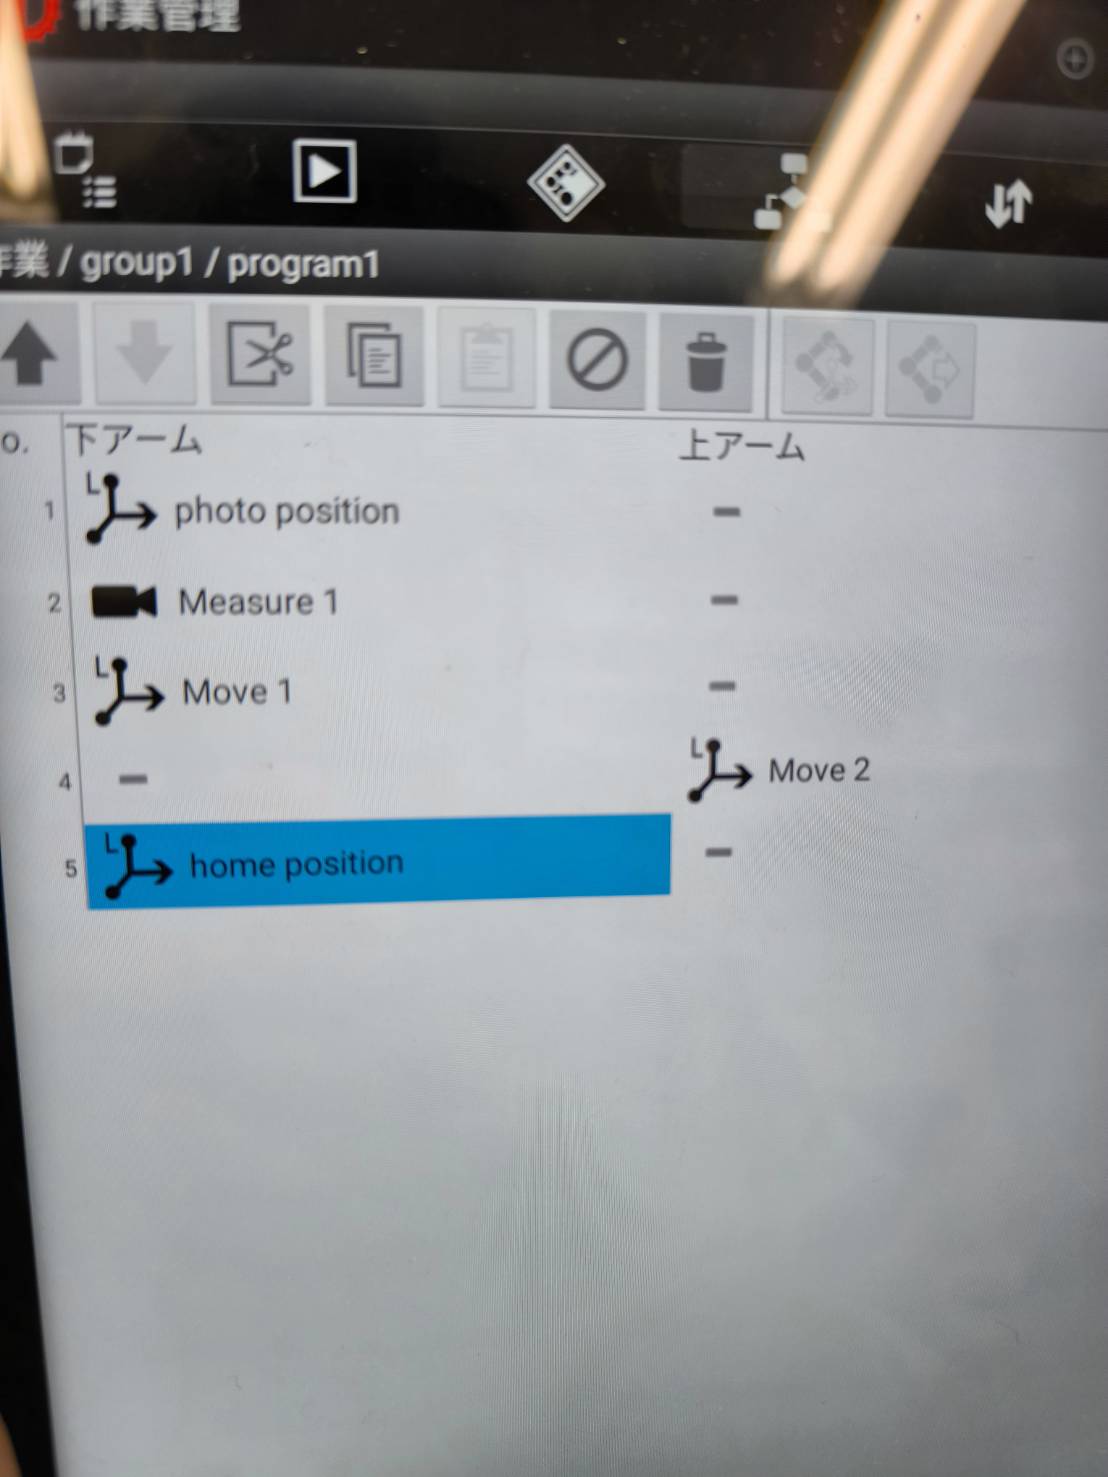 作業管理
作業 / group1 / program1
o. 下アーム 上アーム
1 L photo position
2 Measure 1
3 L Move 1
4 L Move 2
5 L home position